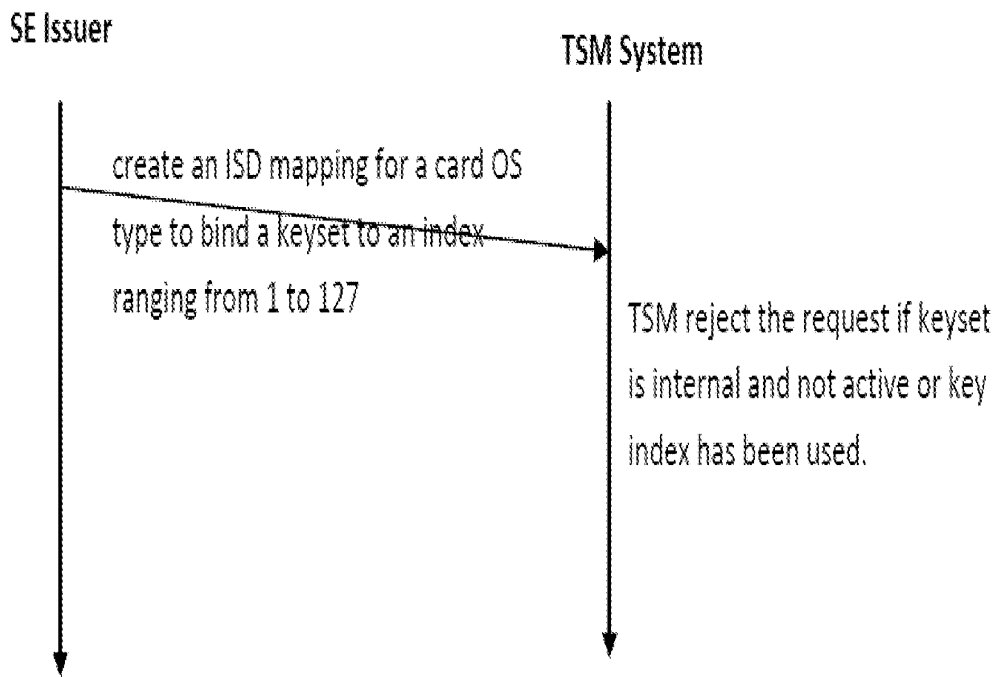 SE Issuer
TSM System
create an ISD mapping for a card OS
type to bind a keyset to an index
ranging from 1 to 127
TSM reject the request if keyset
is internal and not active or key
index has been used.